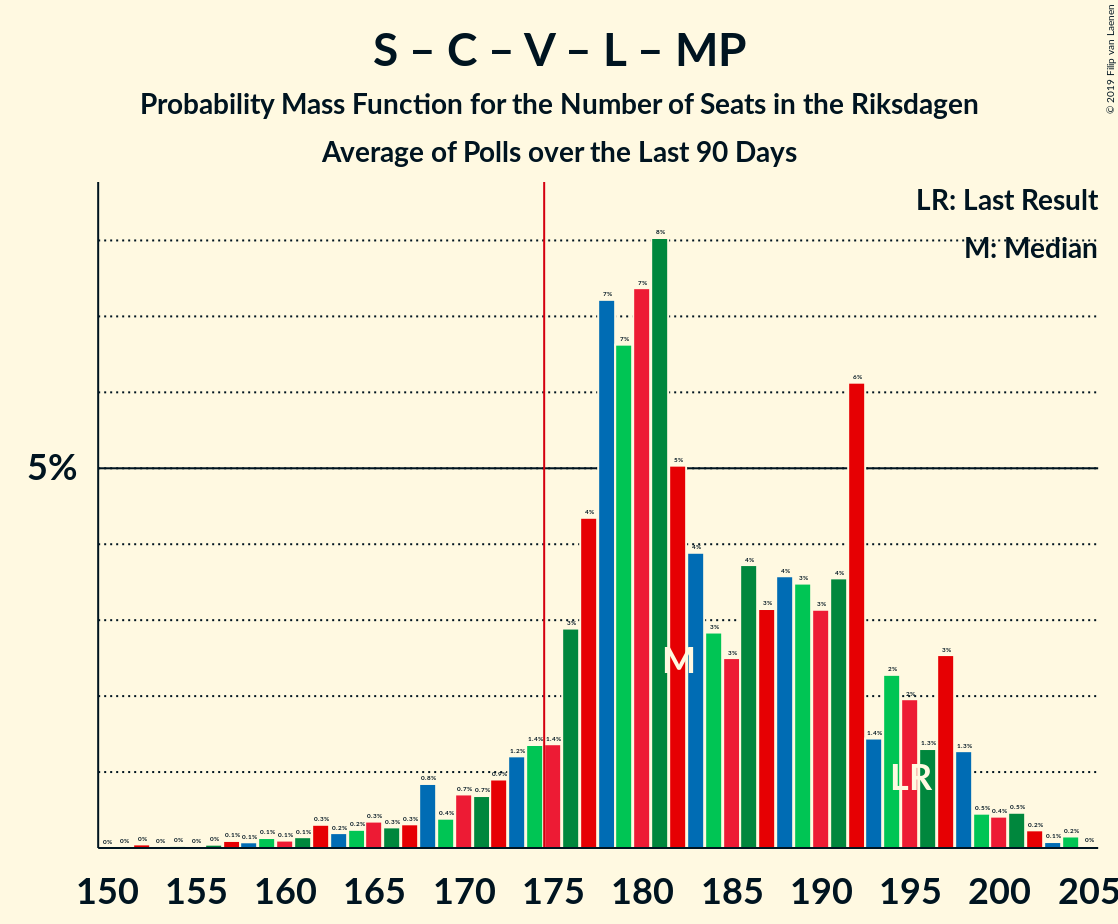 S – C – V – L – MP
Probability Mass Function for the Number of Seats in the Riksdagen
Average of Polls over the Last 90 Days
© 2019 Filip van Laenen
LR: Last Result
M: Median
5%
0% 0% 0% 0% 0% 0% 0% 0.1% 0.1% 0.1% 0.1% 0.1% 0.3% 0.2% 0.2% 0.3% 0.3% 0.3% 0.8% 0.4% 0.7% 0.7% 0.9% 1.2% 1.4% 1.4% 3% 4% 7% 7% 7% 8% 5% 4% 3% 3% 4% 3% 4% 3% 3% 4% 6% 1.4% 2% 2% 1.3% 3% 1.3% 0.5% 0.4% 0.5% 0.2% 0.1% 0.2% 0%
M
LR
150 155 160 165 170 175 180 185 190 195 200 205